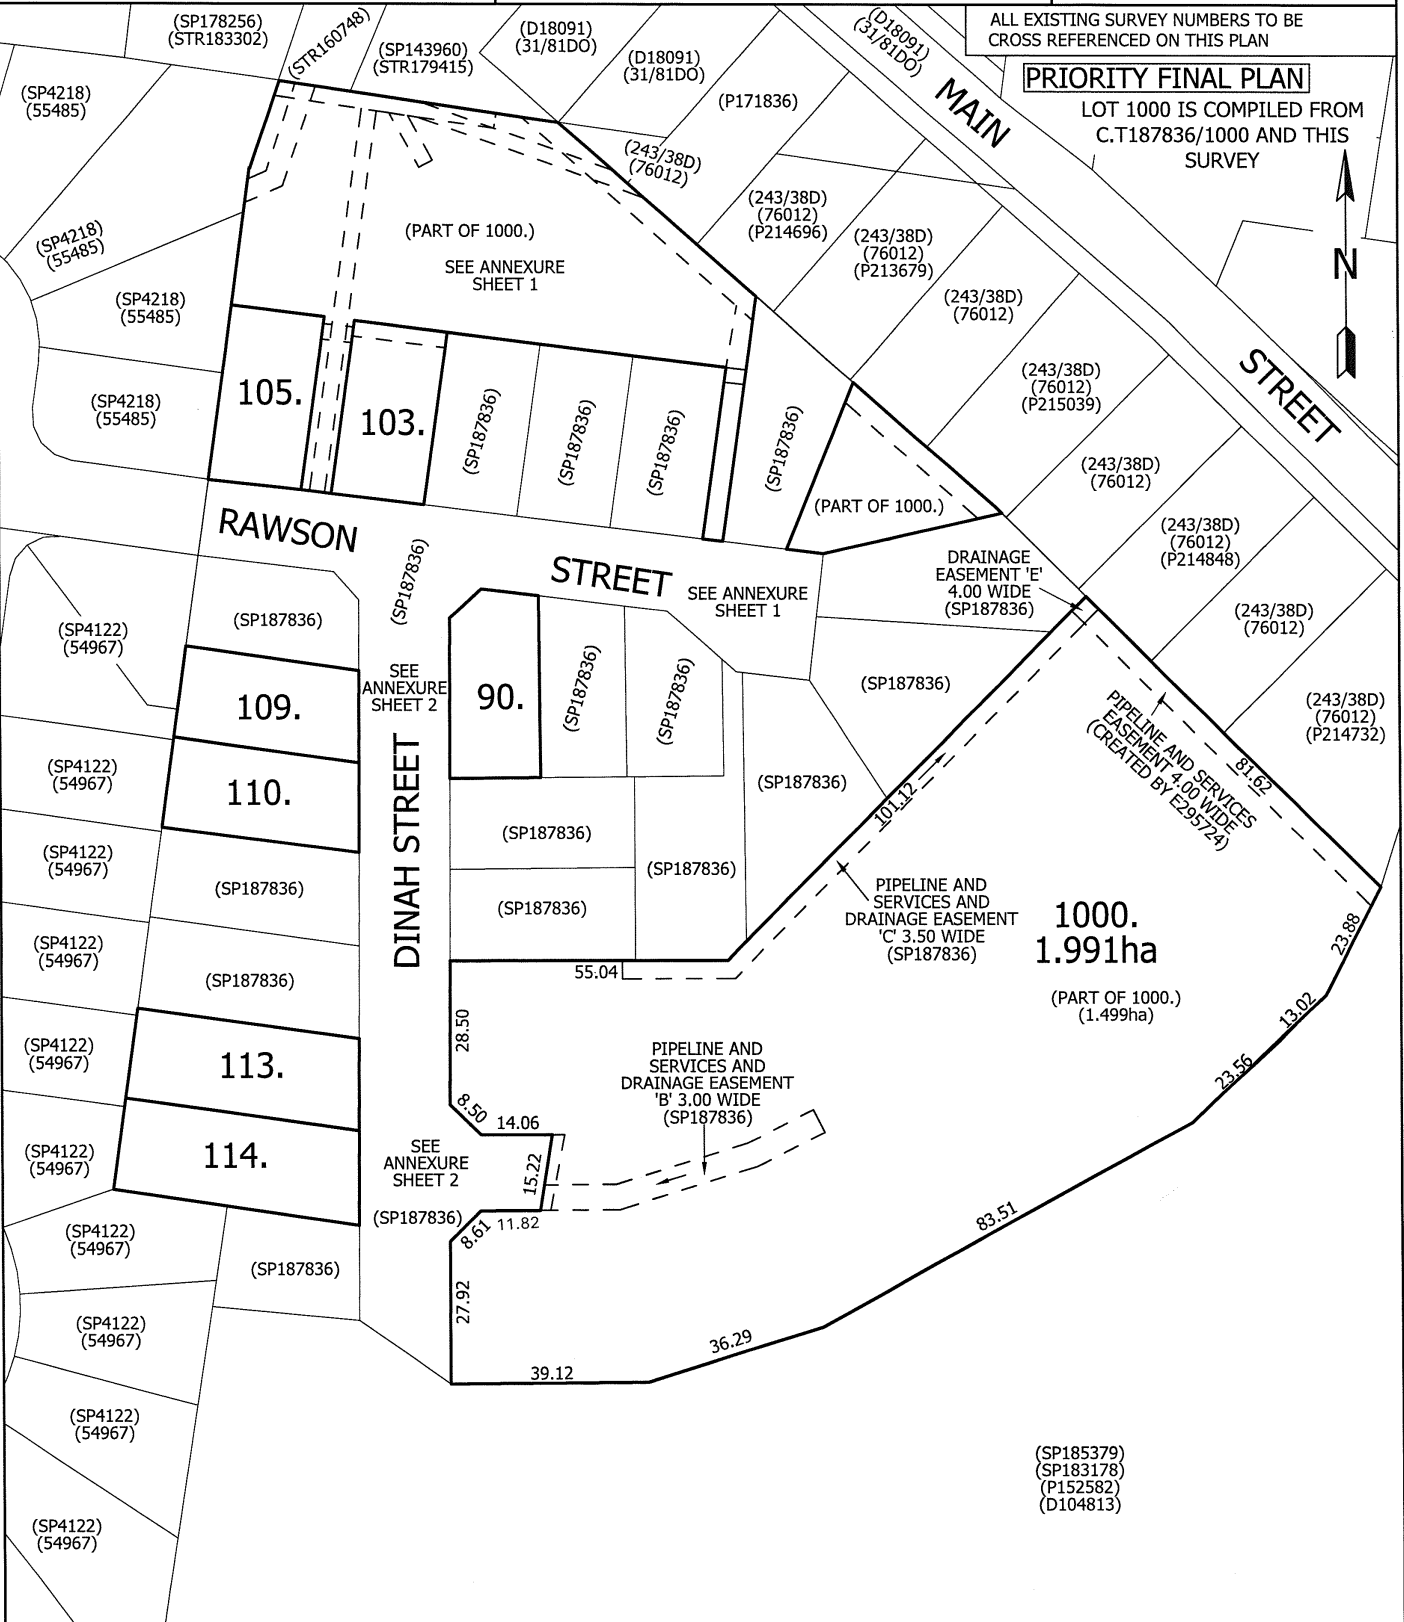 ALL EXISTING SURVEY NUMBERS TO BE
CROSS REFERENCED ON THIS PLAN
PRIORITY FINAL PLAN
LOT 1000 IS COMPILED FROM
C.T187836/1000 AND THIS
SURVEY
N
(SP178256)
(STR183302)
(STR160748)
(SP143960)
(STR179415)
(D18091)
(31/81DO)
(D18091)
(31/81DO)
(D18091)
(31/81DO)
(P171836)
MAIN
STREET
(SP4218)
(55485)
(SP4218)
(55485)
(SP4218)
(55485)
(SP4218)
(55485)
(243/38D)
(76012)
(243/38D)
(76012)
(P214696)
(243/38D)
(76012)
(P213679)
(243/38D)
(76012)
(243/38D)
(76012)
(P215039)
(243/38D)
(76012)
(243/38D)
(76012)
(P214848)
(243/38D)
(76012)
(243/38D)
(76012)
(P214732)
(PART OF 1000.)
SEE ANNEXURE
SHEET 1
105.
103.
(SP187836)
(SP187836)
(SP187836)
(SP187836)
(PART OF 1000.)
RAWSON
STREET
(SP187836)
SEE ANNEXURE
SHEET 1
DRAINAGE
EASEMENT 'E'
4.00 WIDE
(SP187836)
(SP4122)
(54967)
(SP187836)
109.
110.
SEE
ANNEXURE
SHEET 2
90.
(SP187836)
(SP187836)
(SP187836)
(SP187836)
PIPELINE AND SERVICES
EASEMENT 4.00 WIDE
(CREATED BY E295724)
81.62
101.12
(SP4122)
(54967)
(SP4122)
(54967)
(SP4122)
(54967)
(SP4122)
(54967)
(SP4122)
(54967)
(SP187836)
(SP187836)
DINAH STREET
(SP187836)
(SP187836)
(SP187836)
PIPELINE AND
SERVICES AND
DRAINAGE EASEMENT
'C' 3.50 WIDE
(SP187836)
1000.
1.991ha
(PART OF 1000.)
(1.499ha)
23.88
13.02
23.56
55.04
28.50
113.
114.
PIPELINE AND
SERVICES AND
DRAINAGE EASEMENT
'B' 3.00 WIDE
(SP187836)
8.50
14.06
15.22
SEE
ANNEXURE
SHEET 2
(SP187836)
8.61
11.82
27.92
83.51
36.29
39.12
(SP187836)
(SP4122)
(54967)
(SP4122)
(54967)
(SP4122)
(54967)
(SP4122)
(54967)
(SP185379)
(SP183178)
(P152582)
(D104813)